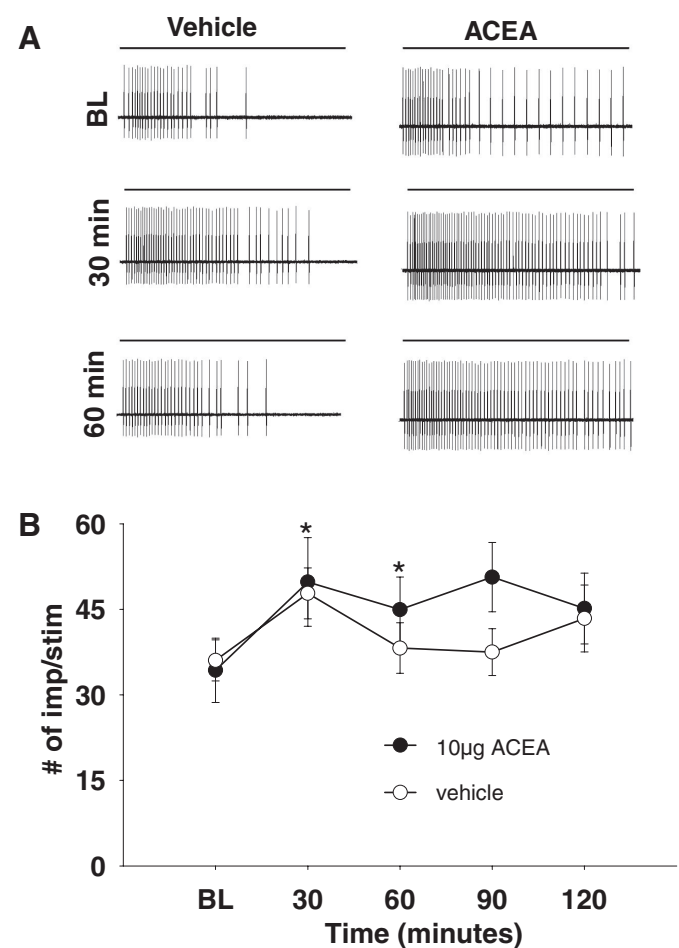 A
Vehicle
ACEA
BL
30 min
60 min
B
60
45
30
15
0
# of imp/stim
*
*
10µg ACEA
vehicle
BL 30 60 90 120
Time (minutes)